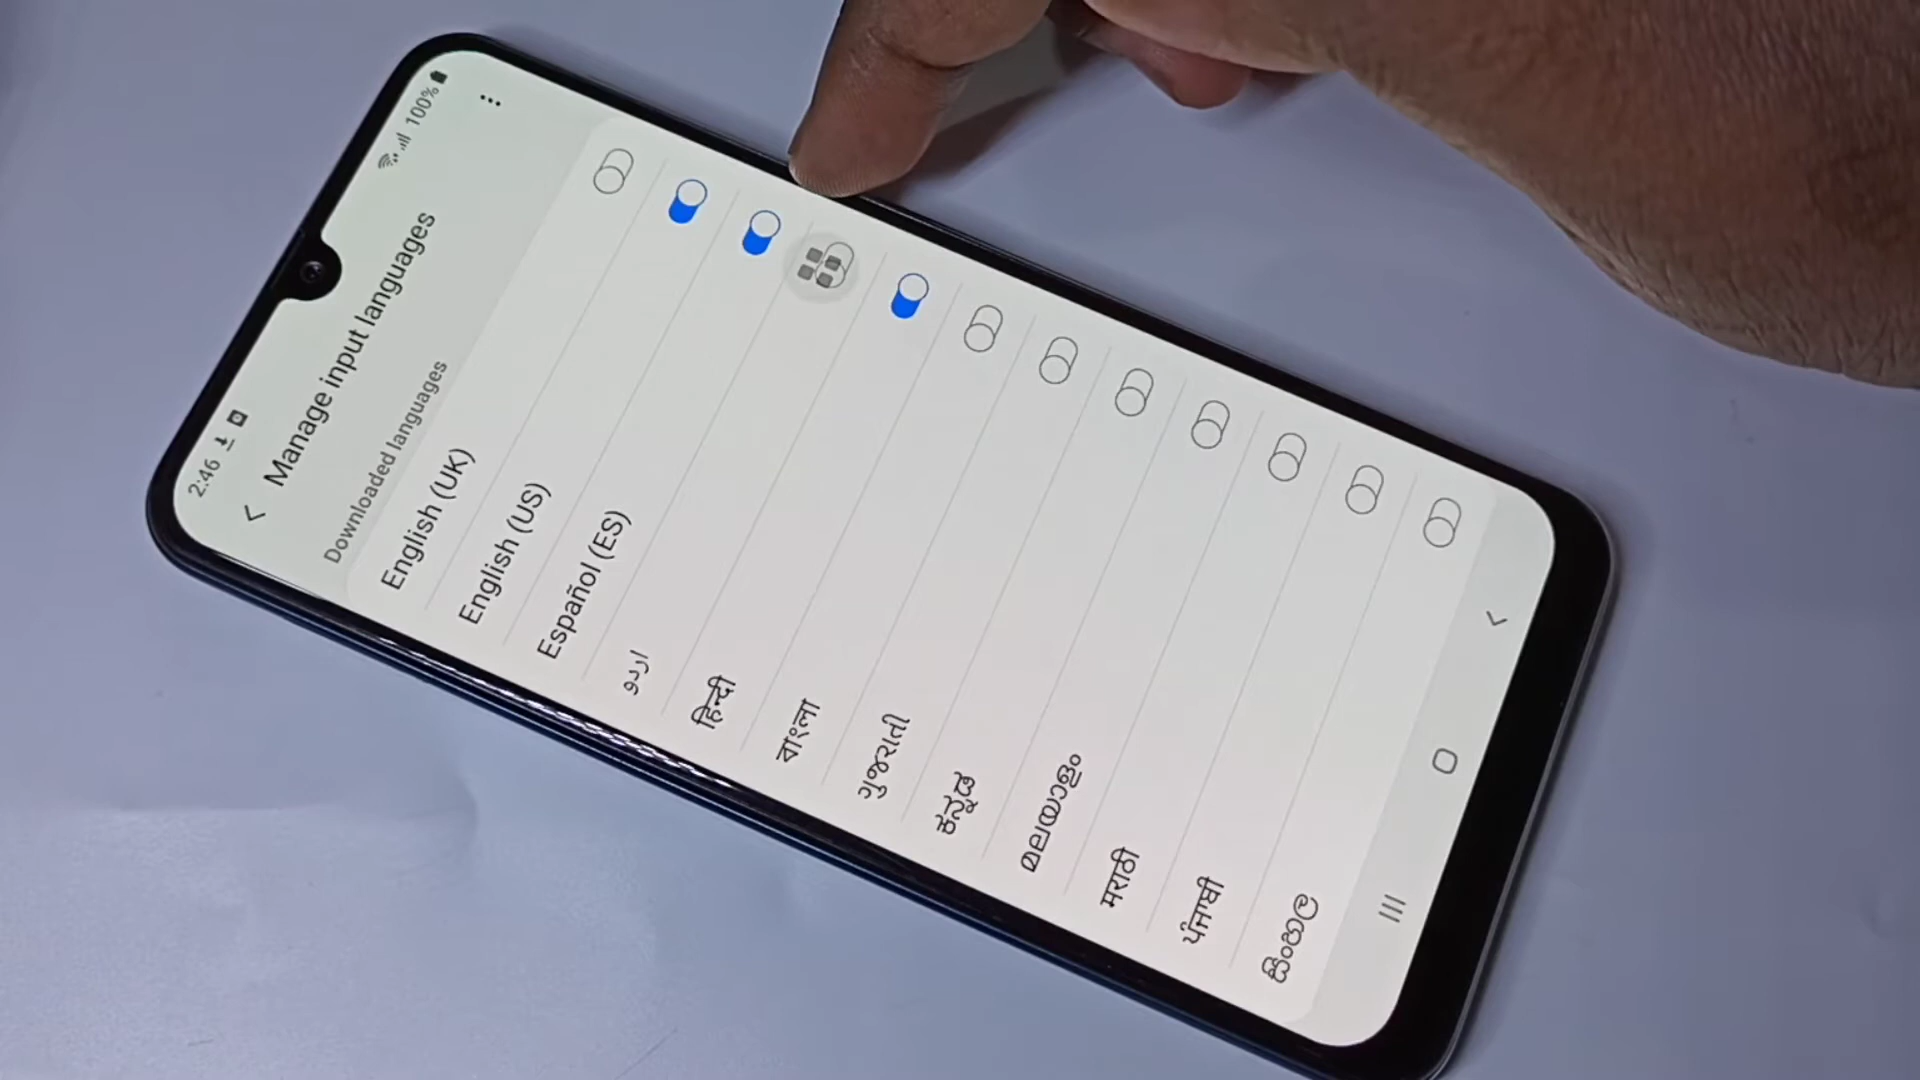 2:46
100%
Manage input languages
Downloaded languages
English (UK)
English (US)
Español (ES)
اردو
हिन्दी
বাংলা
ગુજરાતી
ಕನ್ನಡ
മലയാളം
मराठी
ਪੰਜਾਬੀ
සිංහල